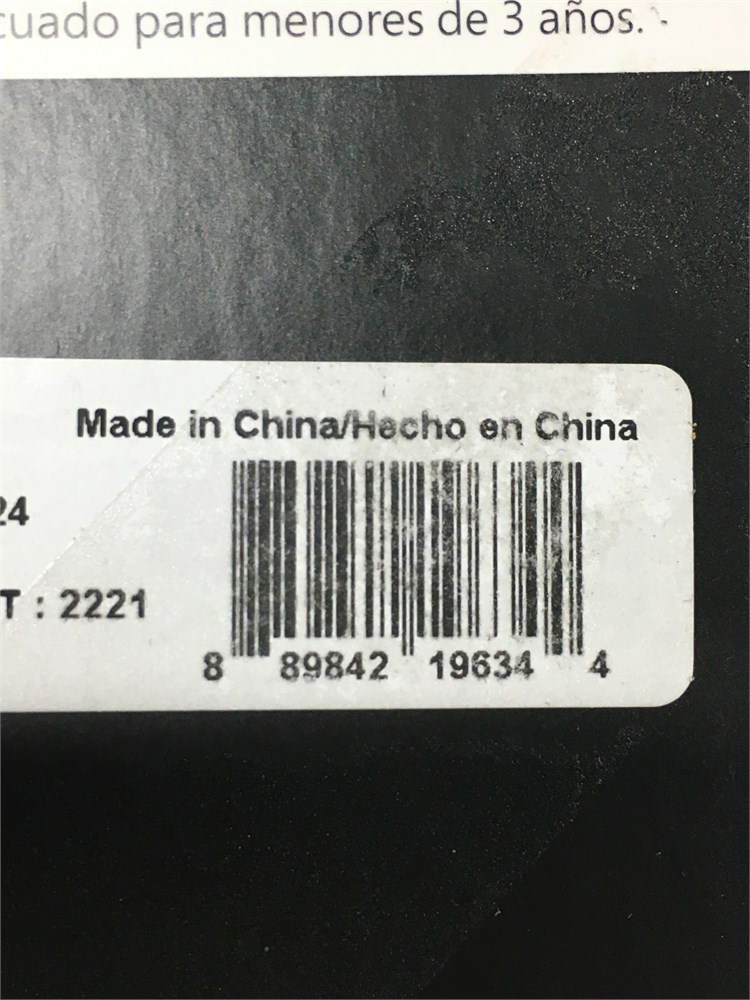 cuado para menores de 3 años.
Made in China/Hecho en China
24
T : 2221
8 89842 19634 4